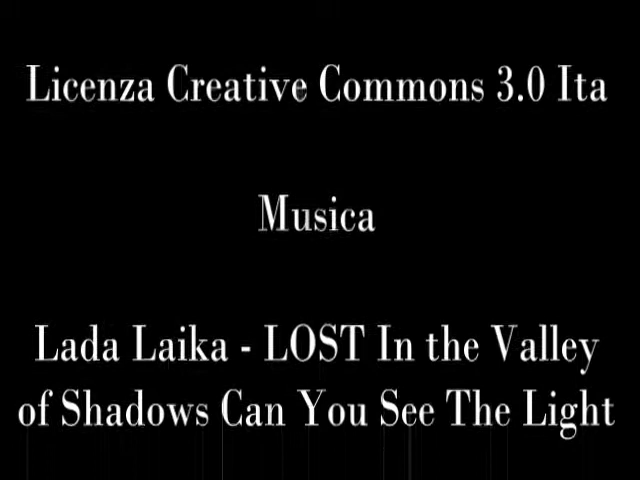 Licenza Creative Commons 3.0 Ita
Musica
Lada Laika - LOST In the Valley
of Shadows Can You See The Light